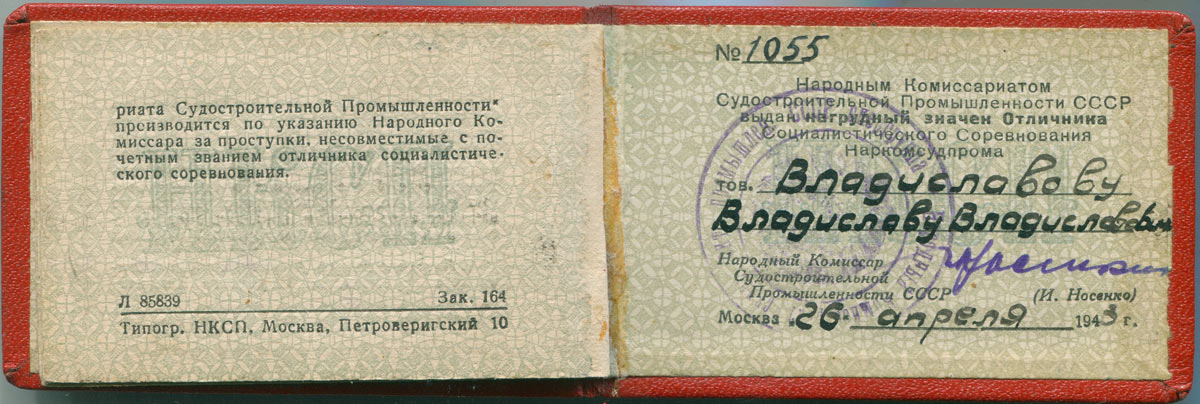 риата Судостроительной Промышленности"
производится по указанию Народного Ко-
миссара за проступки, несовместимые с по-
четным званием отличника социалистиче-
ского соревнования.
Л 85839 Зак. 164
Типогр. НКСП, Москва, Петроверигский 10
№ 1055
Народным Комиссариатом
Судостроительной Промышленности СССР
выдан нагрудный значек Отличника
Социалистического Соревнования
Наркомсудпрома
тов. Владиславову
Владиславу Владиславович
Народный Комиссар
Судостроительной
Промышленности СССР (И. Носенко)
Москва 26 апреля 1943 г.